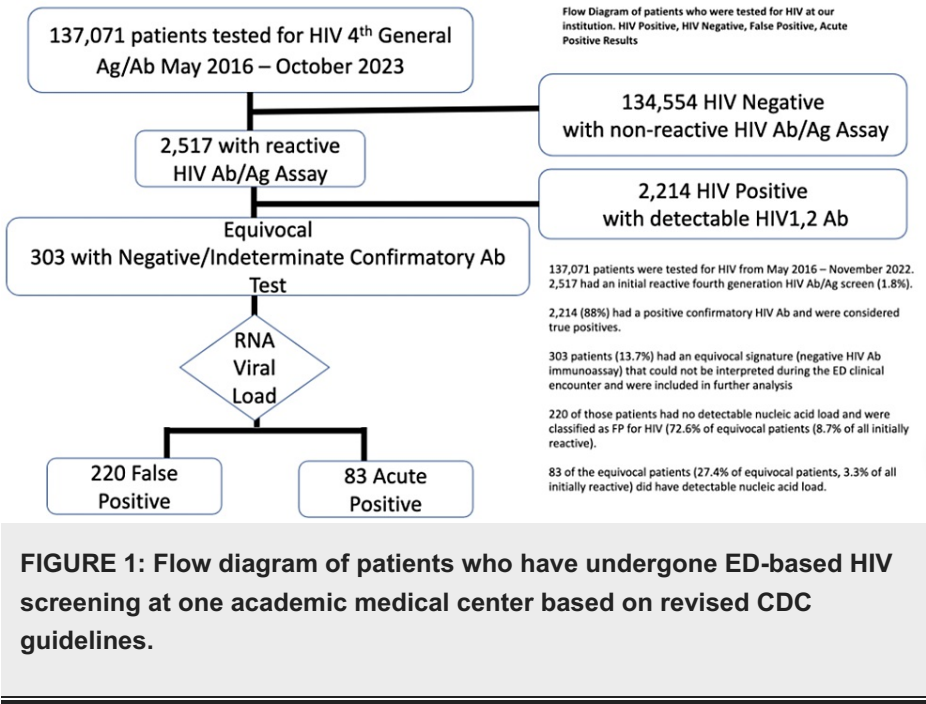 137,071 patients tested for HIV 4th General
Ag/Ab May 2016 – October 2023
Flow Diagram of patients who were tested for HIV at our
institution. HIV Positive, HIV Negative, False Positive, Acute
Positive Results
134,554 HIV Negative
with non-reactive HIV Ab/Ag Assay
2,517 with reactive
HIV Ab/Ag Assay
2,214 HIV Positive
with detectable HIV1,2 Ab
Equivocal
303 with Negative/Indeterminate Confirmatory Ab
Test
RNA
Viral
Load
220 False
Positive
83 Acute
Positive
137,071 patients were tested for HIV from May 2016 – November 2022.
2,517 had an initial reactive fourth generation HIV Ab/Ag screen (1.8%).
2,214 (88%) had a positive confirmatory HIV Ab and were considered
true positives.
303 patients (13.7%) had an equivocal signature (negative HIV Ab
immunoassay) that could not be interpreted during the ED clinical
encounter and were included in further analysis
220 of those patients had no detectable nucleic acid load and were
classified as FP for HIV (72.6% of equivocal patients (8.7% of all initially
reactive).
83 of the equivocal patients (27.4% of equivocal patients, 3.3% of all
initially reactive) did have detectable nucleic acid load.
FIGURE 1: Flow diagram of patients who have undergone ED-based HIV
screening at one academic medical center based on revised CDC
guidelines.